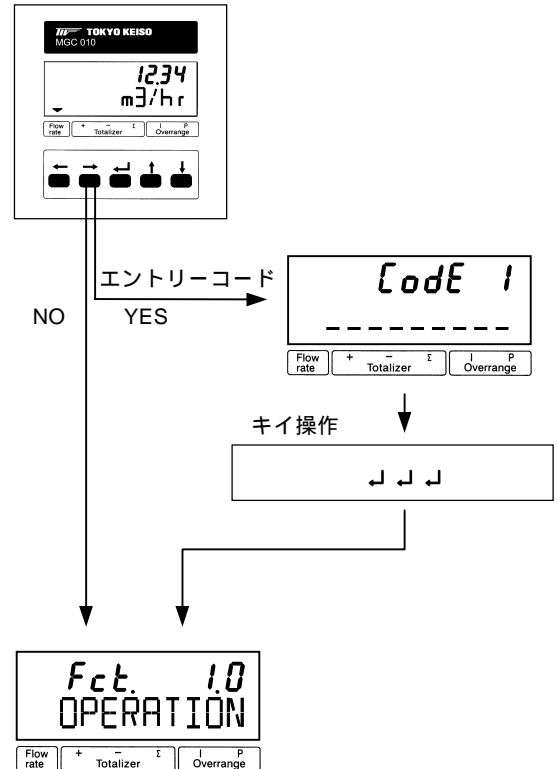 TOKYO KEISO
MGC 010
12.34
m3/hr
Flow rate + - Σ Totalizer I P Overrange
← → ↵ ↑ ↓
エントリーコード
NO YES
CodE 1
_ _ _ _ _ _ _ _ _
Flow rate + - Σ Totalizer I P Overrange
キイ操作
↵ ↵ ↵
Fct. 1.0
OPERATION
Flow rate + - Σ Totalizer I P Overrange